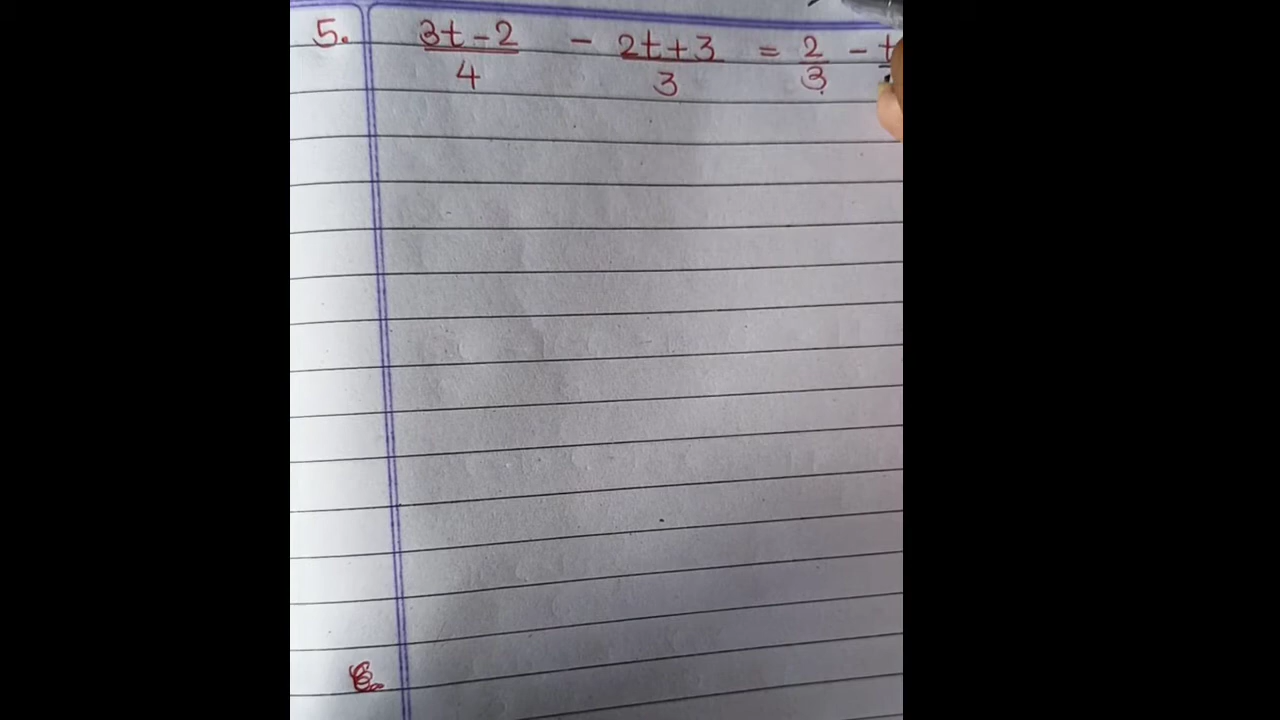 5. (3t-2)/4 - (2t+3)/3 = 2/3 - t